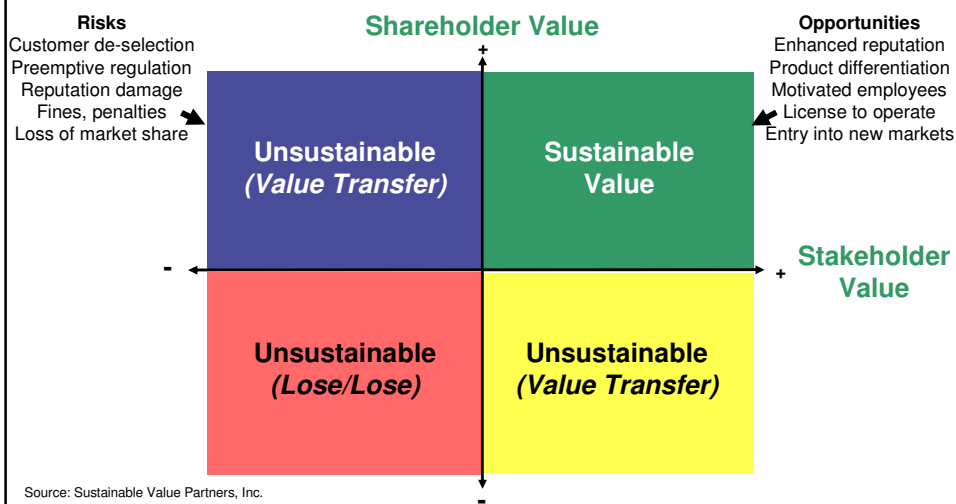 Risks
Customer de-selection
Preemptive regulation
Reputation damage
Fines, penalties
Loss of market share
Shareholder Value
+
Opportunities
Enhanced reputation
Product differentiation
Motivated employees
License to operate
Entry into new markets
Unsustainable
(Value Transfer)
Sustainable
Value
-
+
Stakeholder
Value
Unsustainable
(Lose/Lose)
Unsustainable
(Value Transfer)
-
Source: Sustainable Value Partners, Inc.